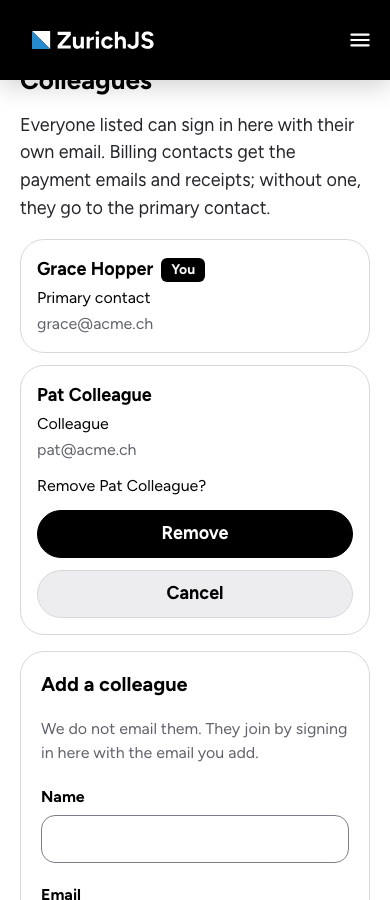 ZurichJS
Colleagues
Everyone listed can sign in here with their
own email. Billing contacts get the
payment emails and receipts; without one,
they go to the primary contact.
Grace Hopper You
Primary contact
grace@acme.ch
Pat Colleague
Colleague
pat@acme.ch
Remove Pat Colleague?
Remove
Cancel
Add a colleague
We do not email them. They join by signing
in here with the email you add.
Name
Email